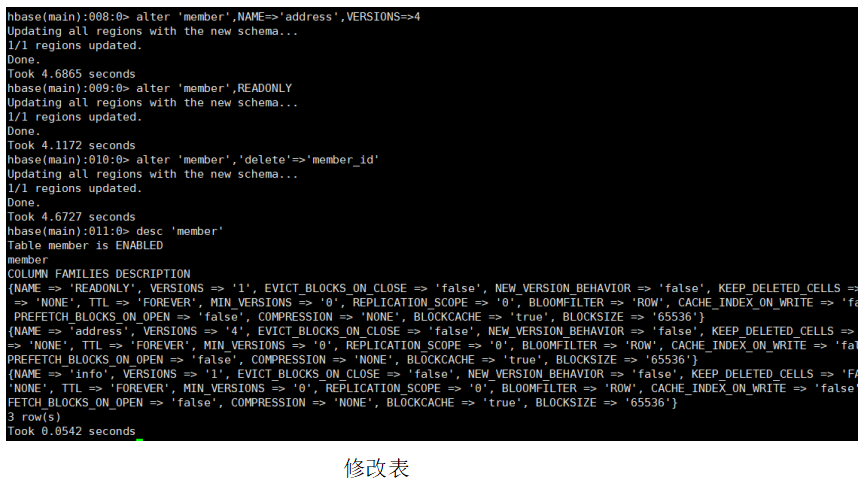 hbase(main):008:0> alter 'member',NAME=>'address',VERSIONS=>4
Updating all regions with the new schema...
1/1 regions updated.
Done.
Took 4.6865 seconds
hbase(main):009:0> alter 'member',READONLY
Updating all regions with the new schema...
1/1 regions updated.
Done.
Took 4.1172 seconds
hbase(main):010:0> alter 'member','delete'=>'member_id'
Updating all regions with the new schema...
1/1 regions updated.
Done.
Took 4.6727 seconds
hbase(main):011:0> desc 'member'
Table member is ENABLED
member
COLUMN FAMILIES DESCRIPTION
{NAME => 'READONLY', VERSIONS => '1', EVICT_BLOCKS_ON_CLOSE => 'false', NEW_VERSION_BEHAVIOR => 'false', KEEP_DELETED_CELLS =>
=> 'NONE', TTL => 'FOREVER', MIN_VERSIONS => '0', REPLICATION_SCOPE => '0', BLOOMFILTER => 'ROW', CACHE_INDEX_ON_WRITE => 'fa
PREFETCH_BLOCKS_ON_OPEN => 'false', COMPRESSION => 'NONE', BLOCKCACHE => 'true', BLOCKSIZE => '65536'}
{NAME => 'address', VERSIONS => '4', EVICT_BLOCKS_ON_CLOSE => 'false', NEW_VERSION_BEHAVIOR => 'false', KEEP_DELETED_CELLS =>
=> 'NONE', TTL => 'FOREVER', MIN_VERSIONS => '0', REPLICATION_SCOPE => '0', BLOOMFILTER => 'ROW', CACHE_INDEX_ON_WRITE => 'fal
PREFETCH_BLOCKS_ON_OPEN => 'false', COMPRESSION => 'NONE', BLOCKCACHE => 'true', BLOCKSIZE => '65536'}
{NAME => 'info', VERSIONS => '1', EVICT_BLOCKS_ON_CLOSE => 'false', NEW_VERSION_BEHAVIOR => 'false', KEEP_DELETED_CELLS => 'FA
'NONE', TTL => 'FOREVER', MIN_VERSIONS => '0', REPLICATION_SCOPE => '0', BLOOMFILTER => 'ROW', CACHE_INDEX_ON_WRITE => 'false'
FETCH_BLOCKS_ON_OPEN => 'false', COMPRESSION => 'NONE', BLOCKCACHE => 'true', BLOCKSIZE => '65536'}
3 row(s)
Took 0.0542 seconds
修改表